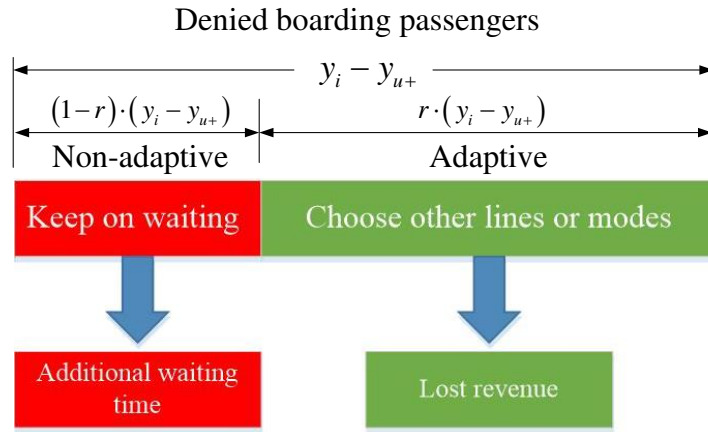 Denied boarding passengers
y_i − y_{u+}
(1−r)·(y_i − y_{u+})
r·(y_i − y_{u+})
Non-adaptive
Adaptive
Keep on waiting
Choose other lines or modes
Additional waiting
time
Lost revenue